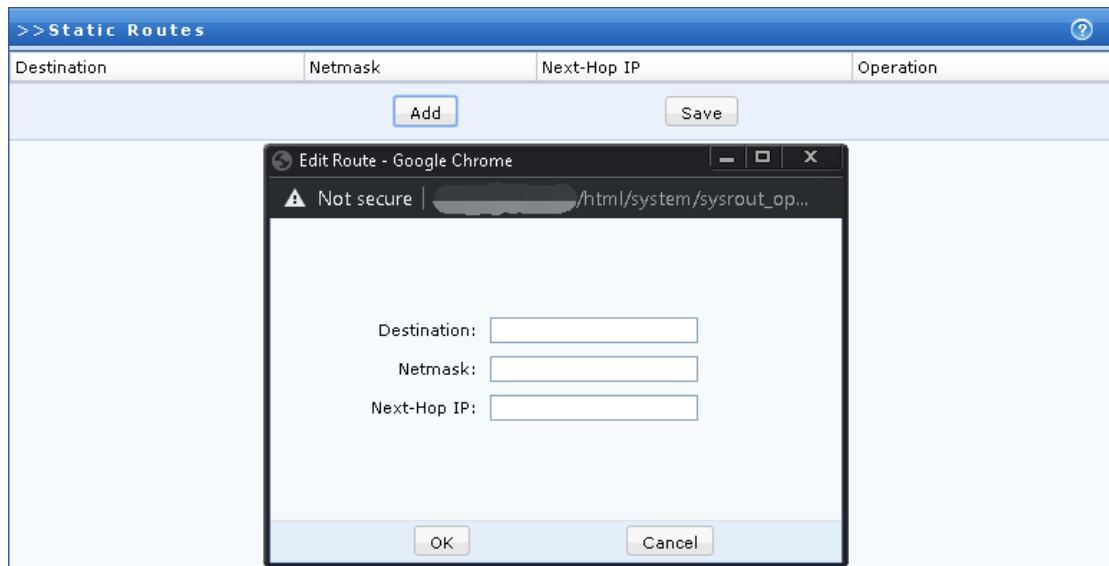 >>Static Routes
Destination Netmask Next-Hop IP Operation
Add Save
Edit Route - Google Chrome
Not secure /html/system/sysrout_op...
Destination:
Netmask:
Next-Hop IP:
OK Cancel